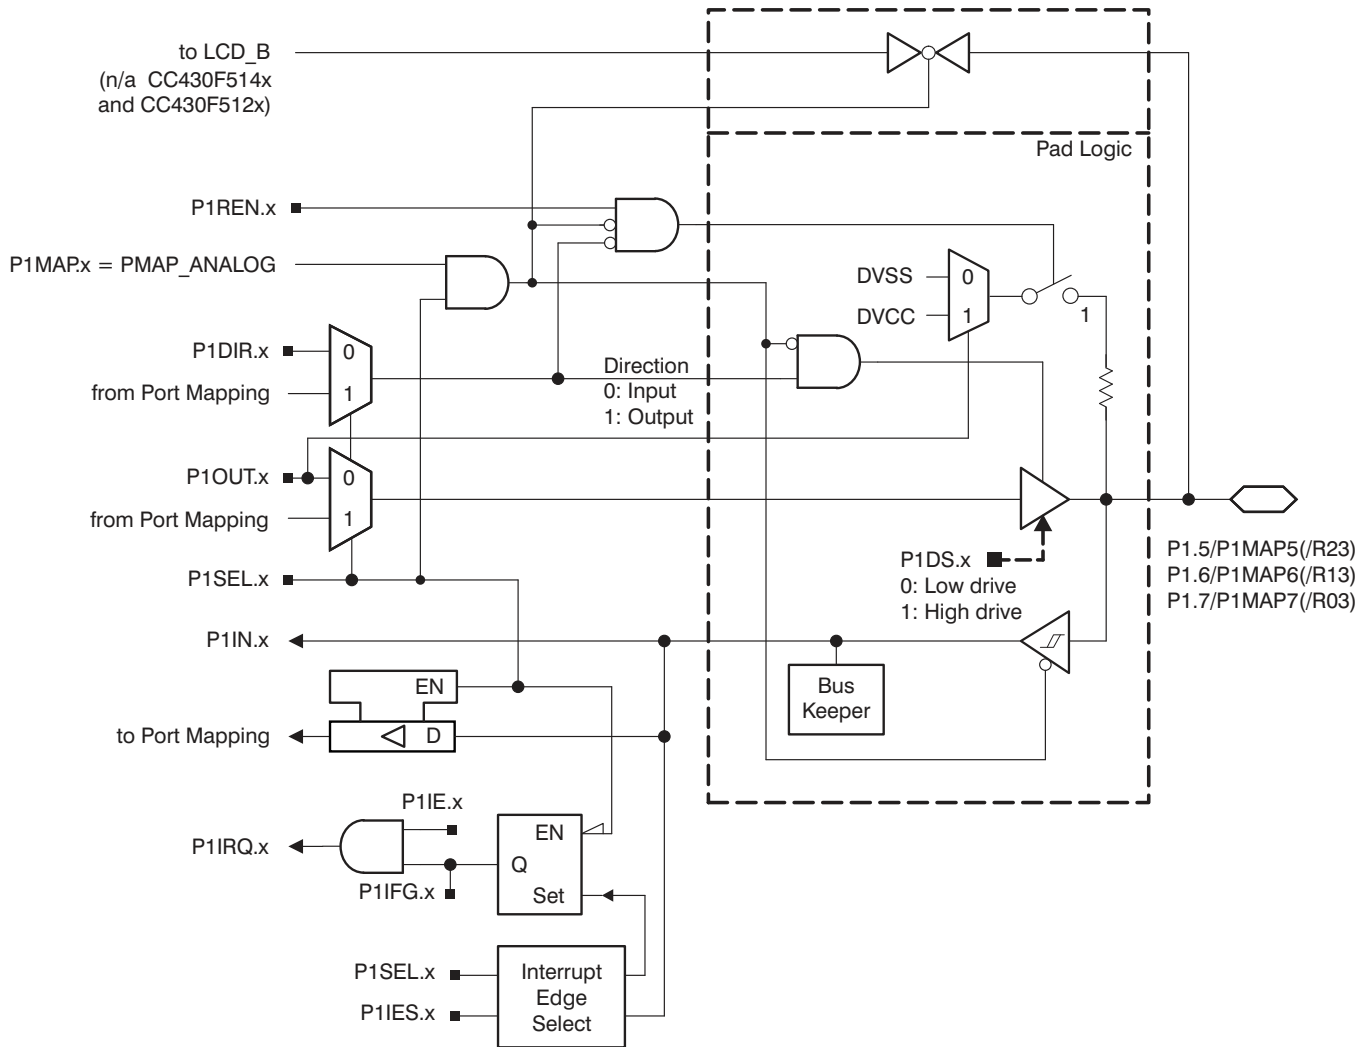 to LCD_B
(n/a CC430F514x
and CC430F512x)
Pad Logic
P1REN.x
P1MAP.x = PMAP_ANALOG
DVSS
0
DVCC
1
1
P1DIR.x
0
from Port Mapping
1
Direction
0: Input
1: Output
P1OUT.x
0
from Port Mapping
1
P1SEL.x
P1DS.x
0: Low drive
1: High drive
P1.5/P1MAP5(/R23)
P1.6/P1MAP6(/R13)
P1.7/P1MAP7(/R03)
P1IN.x
Bus
Keeper
EN
to Port Mapping
D
P1IE.x
P1IRQ.x
EN
Q
P1IFG.x
Set
P1SEL.x
P1IES.x
Interrupt
Edge
Select